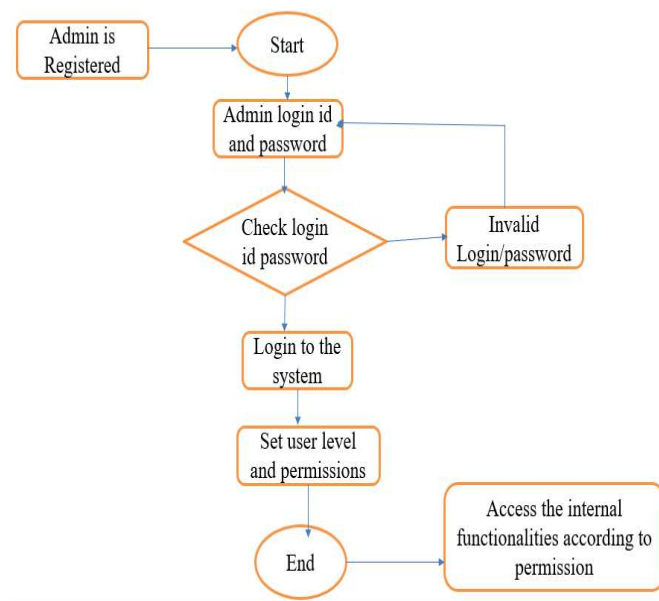 Admin is
Registered
Start
Admin login id
and password
Check login
id password
Invalid
Login/password
Login to the
system
Set user level
and permissions
Access the internal
functionalities according to
permission
End